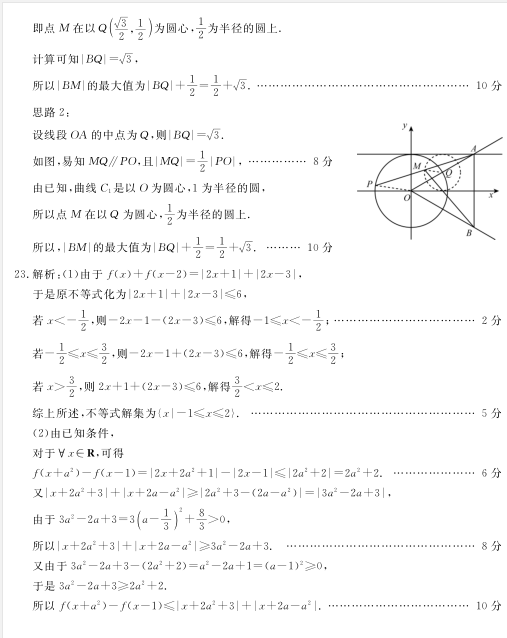 即点 M 在以 Q(√3/2, 1/2) 为圆心,1/2 为半径的圆上.
计算可知|BQ|=√3,
所以|BM|的最大值为|BQ|+1/2=1/2+√3. ………………………………………… 10 分
思路 2:
设线段 OA 的中点为 Q,则|BQ|=√3.
如图,易知 MQ∥PO,且|MQ|=1/2|PO|, …………… 8 分
由已知,曲线 C₁ 是以 O 为圆心,1 为半径的圆,
所以点 M 在以 Q 为圆心,1/2 为半径的圆上.
所以,|BM|的最大值为|BQ|+1/2=1/2+√3. ……… 10 分
y
A
M
Q
P
O
x
B
23.解析:(1)由于 f(x)+f(x-2)=|2x+1|+|2x-3|,
于是原不等式化为|2x+1|+|2x-3|≤6,
若 x<-1/2,则-2x-1-(2x-3)≤6,解得-1≤x<-1/2; …………………………… 2 分
若-1/2≤x≤3/2,则-2x-1+(2x-3)≤6,解得-1/2≤x≤3/2;
若 x>3/2,则 2x+1+(2x-3)≤6,解得3/2<x≤2.
综上所述,不等式解集为{x|-1≤x≤2}. ………………………………………… 5 分
(2)由已知条件,
对于∀x∈R,可得
f(x+a²)-f(x-1)=|2x+2a²+1|-|2x-1|≤|2a²+2|=2a²+2. ……………… 6 分
又|x+2a²+3|+|x+2a-a²|≥|2a²+3-(2a-a²)|=|3a²-2a+3|,
由于 3a²-2a+3=3(a-1/3)²+8/3>0,
所以|x+2a²+3|+|x+2a-a²|≥3a²-2a+3. …………………………………… 8 分
又由于 3a²-2a+3-(2a²+2)=a²-2a+1=(a-1)²≥0,
于是 3a²-2a+3≥2a²+2.
所以 f(x+a²)-f(x-1)≤|x+2a²+3|+|x+2a-a²|. …………………………… 10 分